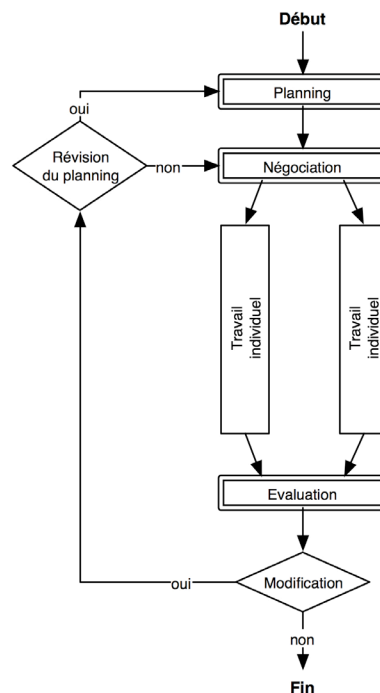 Début
Planning
oui
Révision
du planning
non
Négociation
Travail
individuel
Travail
individuel
Evaluation
oui
Modification
non
Fin